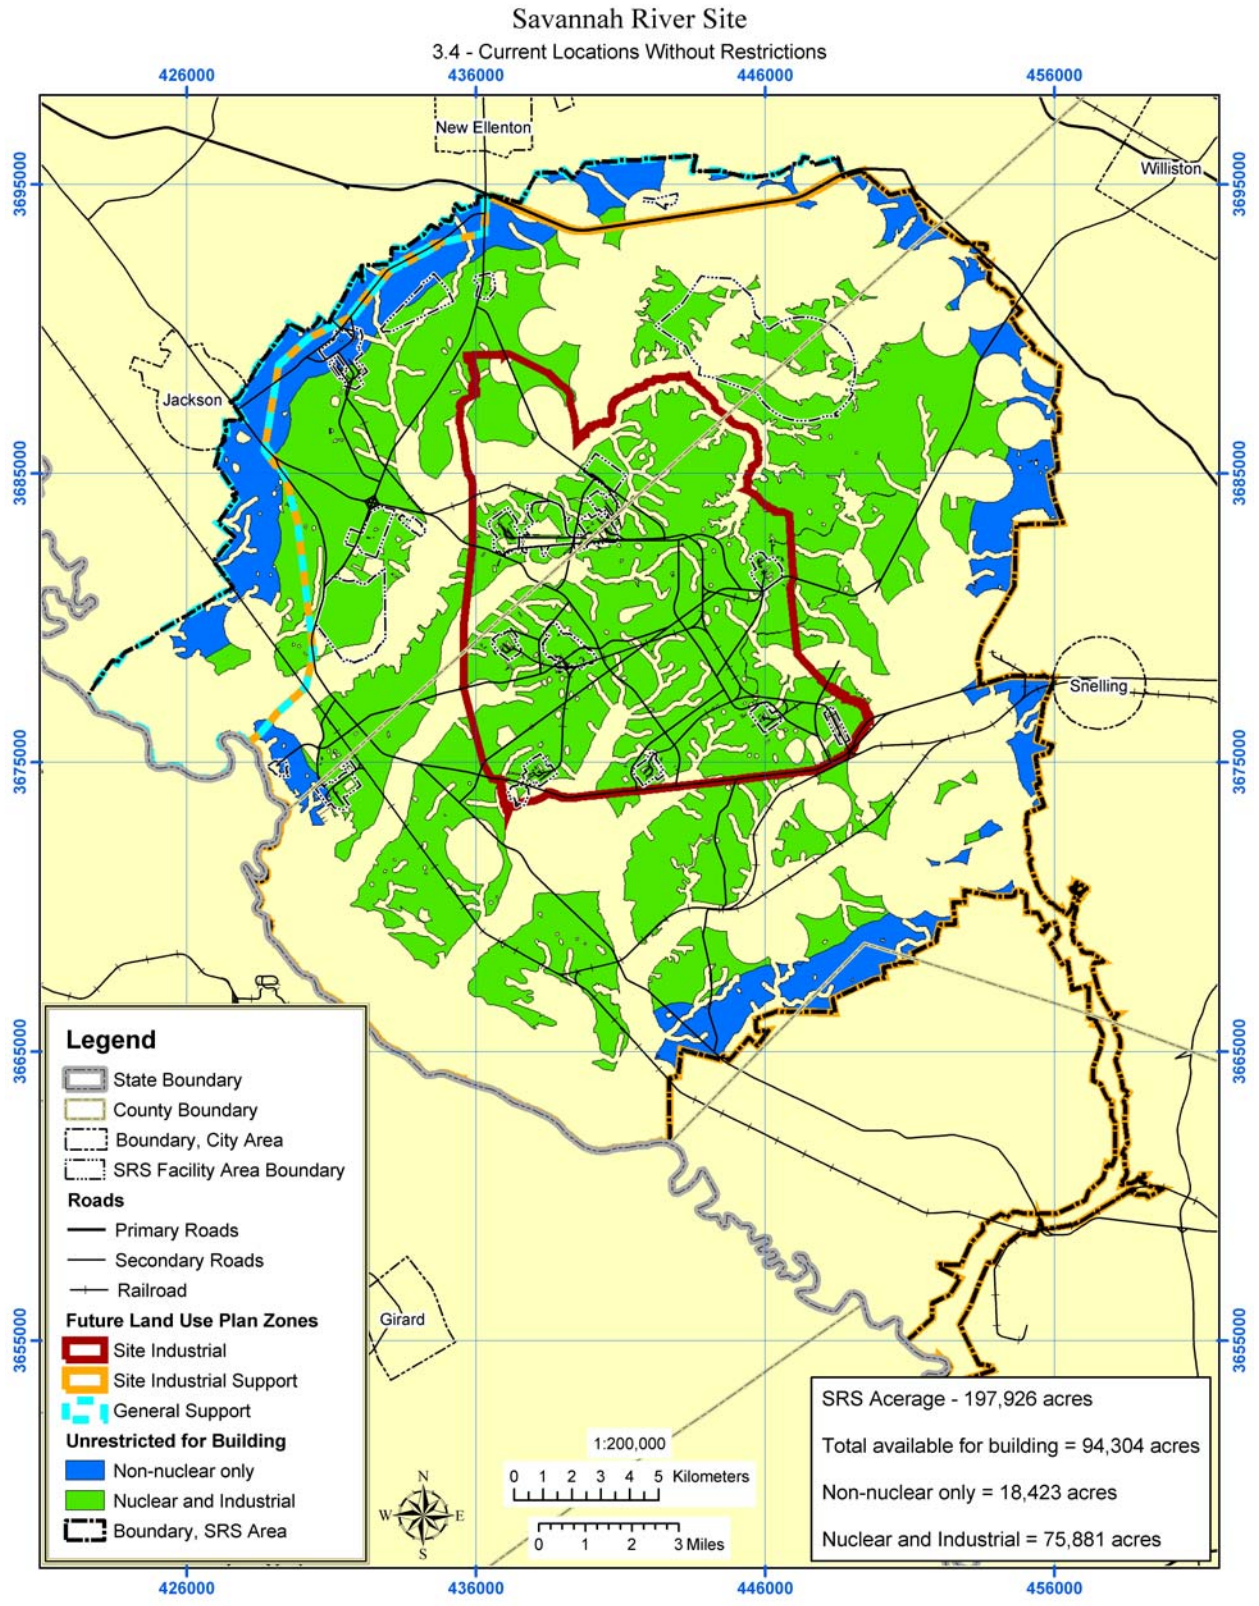 Savannah River Site
3.4 - Current Locations Without Restrictions
426000
436000
446000
456000
New Ellenton
Williston
3695000
3695000
Jackson
3685000
3685000
Snelling
3675000
3675000
3665000
3665000
Legend
State Boundary
County Boundary
Boundary, City Area
SRS Facility Area Boundary
Roads
Primary Roads
Secondary Roads
Railroad
Future Land Use Plan Zones
Site Industrial
Site Industrial Support
General Support
Unrestricted for Building
Non-nuclear only
Nuclear and Industrial
Boundary, SRS Area
Girard
3655000
3655000
1:200,000
0 1 2 3 4 5 Kilometers
0 1 2 3 Miles
N
W E
S
SRS Acerage - 197,926 acres
Total available for building = 94,304 acres
Non-nuclear only = 18,423 acres
Nuclear and Industrial = 75,881 acres
426000
436000
446000
456000